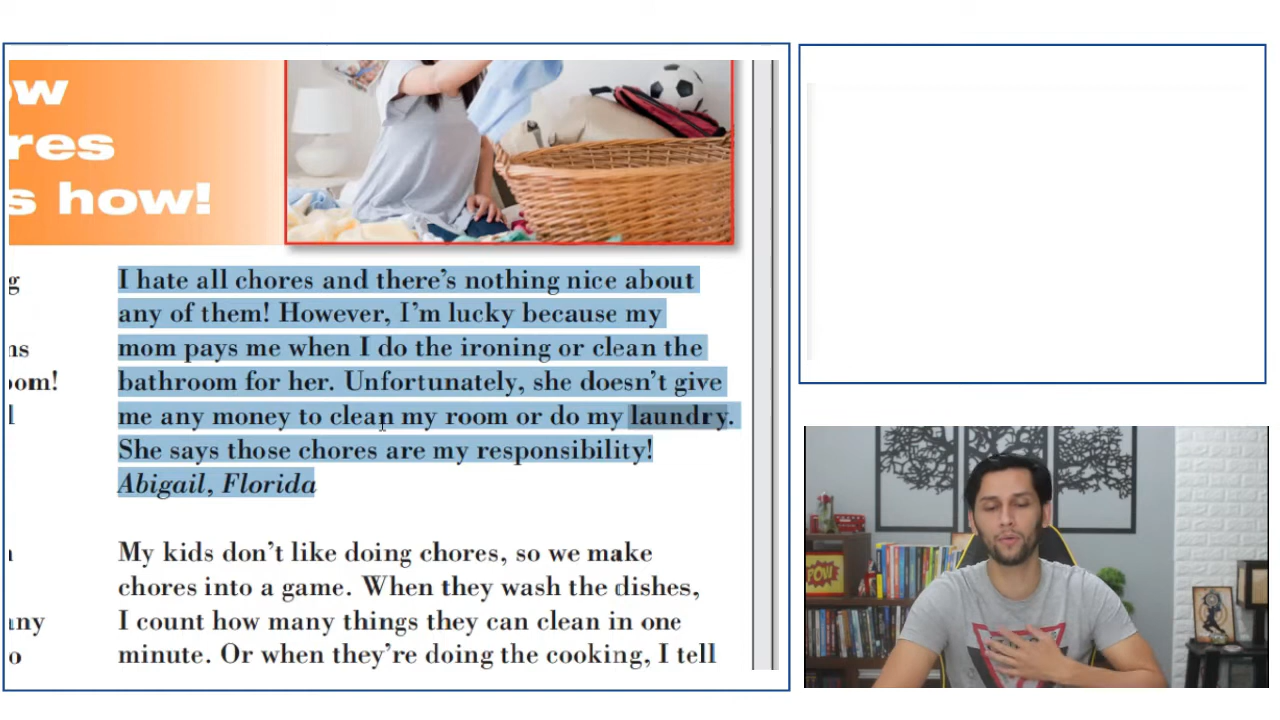 ow
res
s how!
g
ns
oom!
l
any
o
I hate all chores and there's nothing nice about
any of them! However, I'm lucky because my
mom pays me when I do the ironing or clean the
bathroom for her. Unfortunately, she doesn't give
me any money to clean my room or do my laundry.
She says those chores are my responsibility!
Abigail, Florida
My kids don't like doing chores, so we make
chores into a game. When they wash the dishes,
I count how many things they can clean in one
minute. Or when they're doing the cooking, I tell
POW